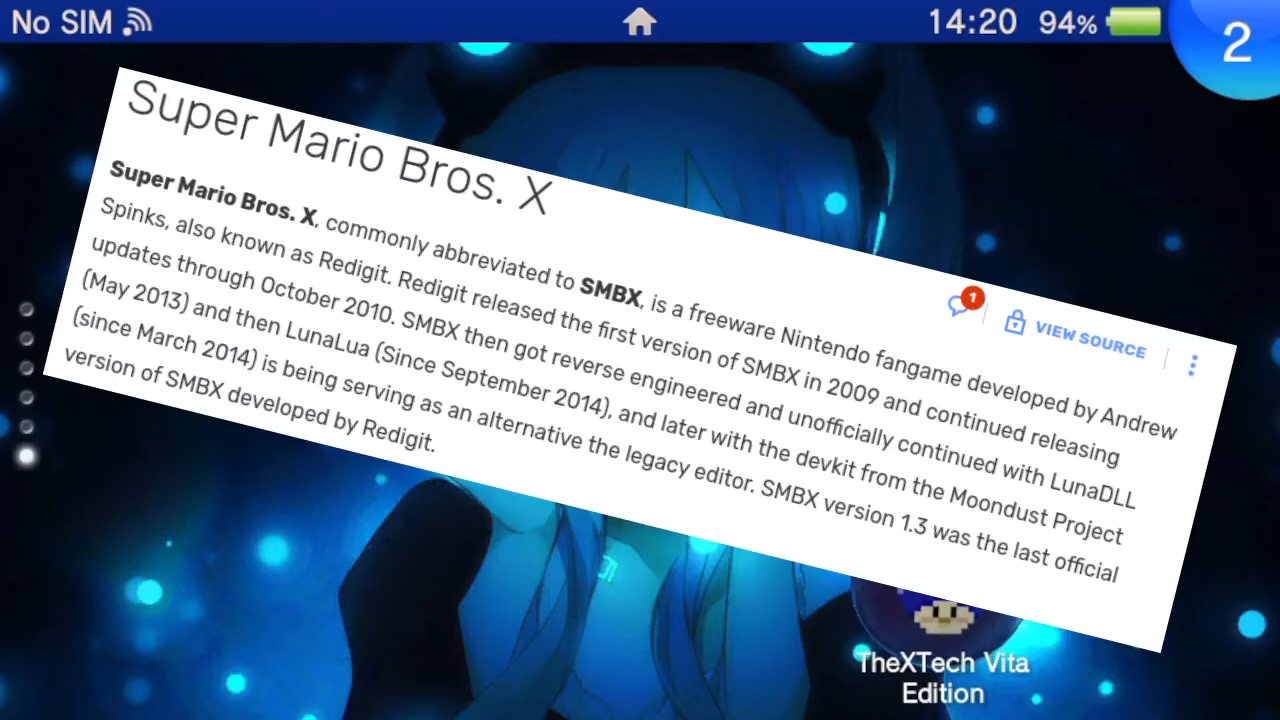 No SIM
14:20 94%
2
Super Mario Bros. X
1 VIEW SOURCE
Super Mario Bros. X, commonly abbreviated to SMBX, is a freeware Nintendo fangame developed by Andrew
Spinks, also known as Redigit. Redigit released the first version of SMBX in 2009 and continued releasing
updates through October 2010. SMBX then got reverse engineered and unofficially continued with LunaDLL
(May 2013) and then LunaLua (Since September 2014), and later with the devkit from the Moondust Project
(since March 2014) is being serving as an alternative the legacy editor. SMBX version 1.3 was the last official
version of SMBX developed by Redigit.
TheXTech Vita
Edition